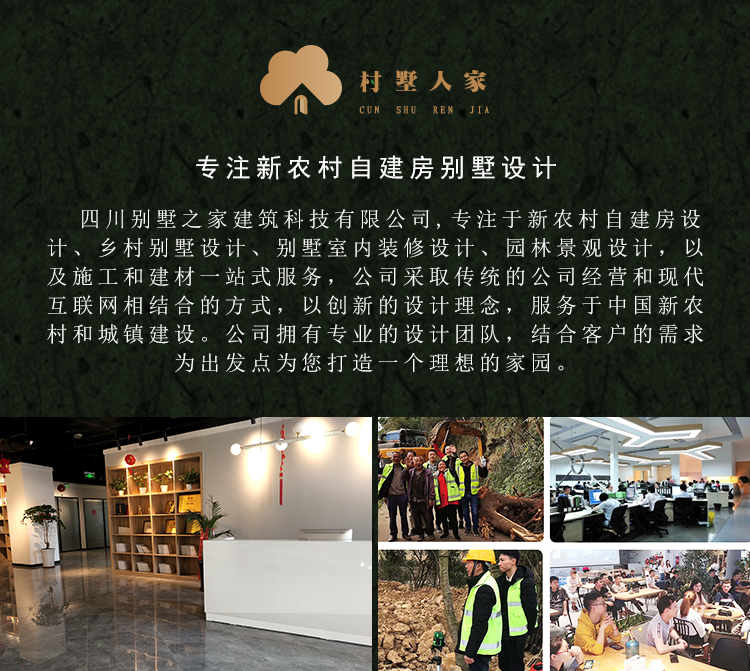 村墅人家
CUN SHU REN JIA
专注新农村自建房别墅设计
四川别墅之家建筑科技有限公司,专注于新农村自建房设
计、乡村别墅设计、别墅室内装修设计、园林景观设计，以
及施工和建材一站式服务，公司采取传统的公司经营和现代
互联网相结合的方式，以创新的设计理念，服务于中国新农
村和城镇建设。公司拥有专业的设计团队，结合客户的需求
为出发点为您打造一个理想的家园。